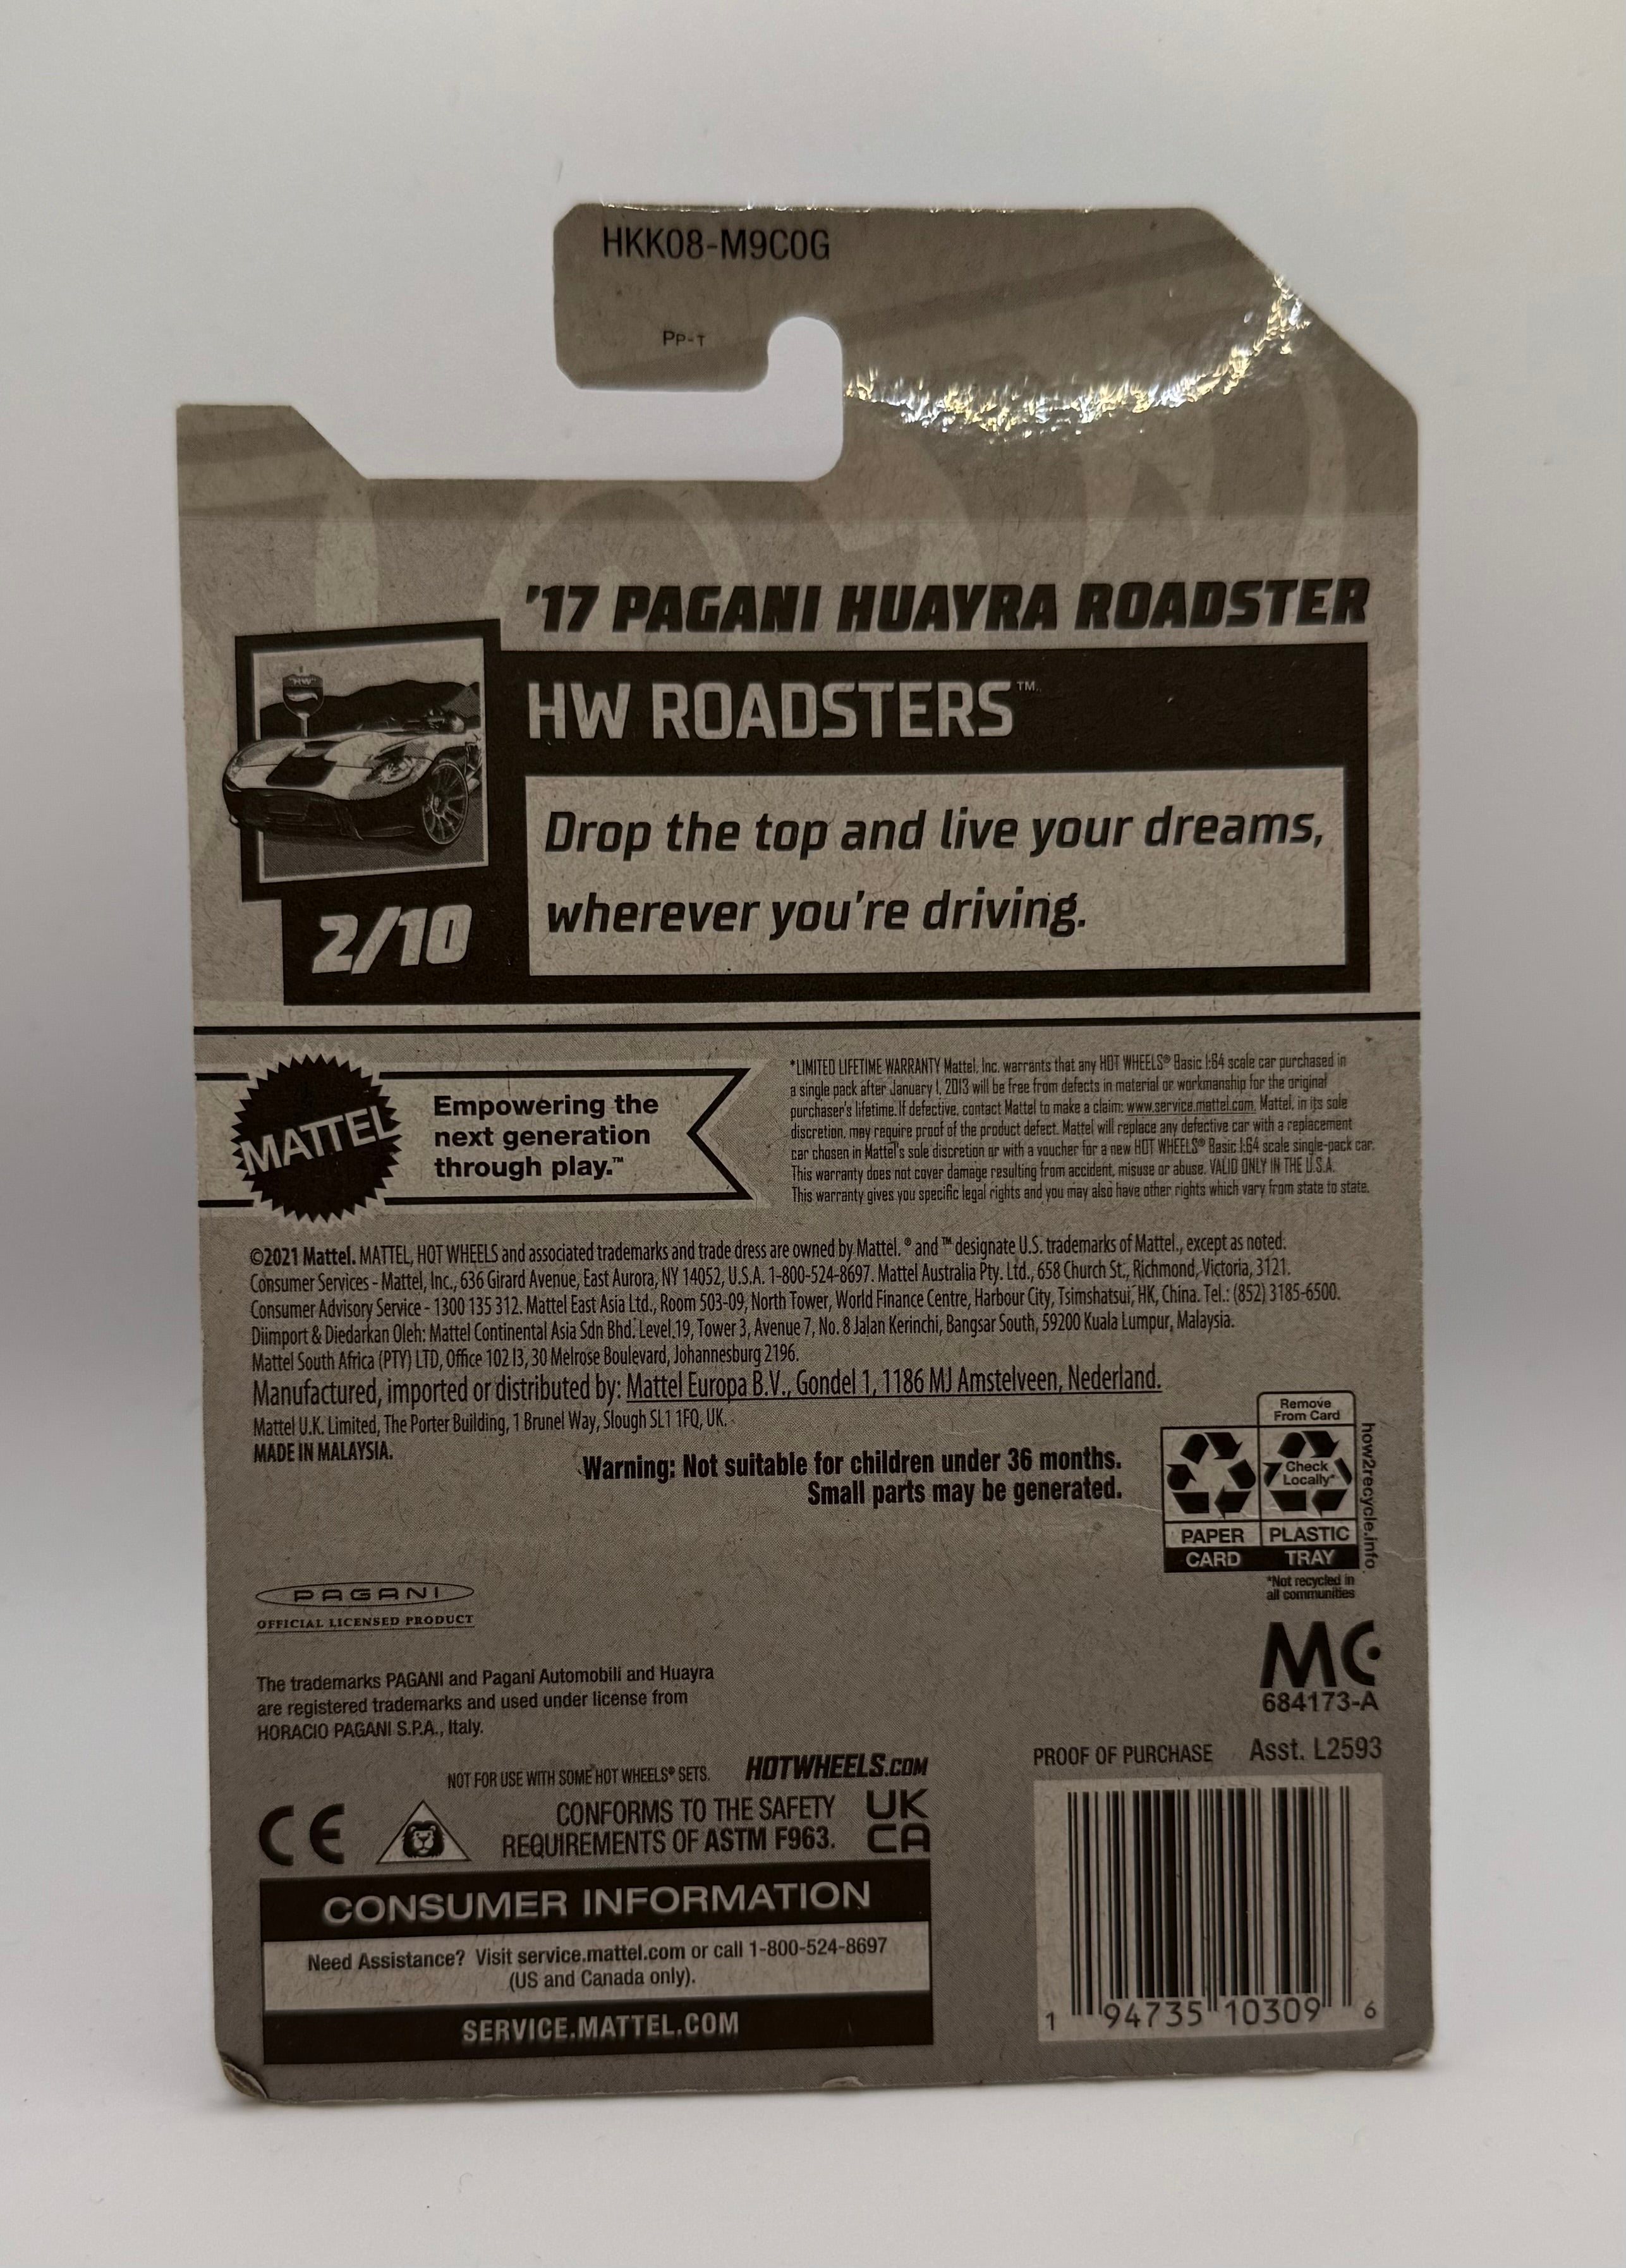 HKK08-M9C0G
PP-T
'17 PAGANI HUAYRA ROADSTER
"HW"
HW ROADSTERS™
Drop the top and live your dreams,
wherever you're driving.
2/10
MATTEL
Empowering the
next generation
through play.™
*LIMITED LIFETIME WARRANTY Mattel, Inc. warrants that any HOT WHEELS® Basic 1:64 scale car purchased in
a single pack after January 1, 2013 will be free from defects in material or workmanship for the original
purchaser's lifetime. If defective, contact Mattel to make a claim: www.service.mattel.com. Mattel, in its sole
discretion, may require proof of the product defect. Mattel will replace any defective car with a replacement
car chosen in Mattel's sole discretion or with a voucher for a new HOT WHEELS® Basic 1:64 scale single-pack car.
This warranty does not cover damage resulting from accident, misuse or abuse. VALID ONLY IN THE U.S.A.
This warranty gives you specific legal rights and you may also have other rights which vary from state to state.
©2021 Mattel. MATTEL, HOT WHEELS and associated trademarks and trade dress are owned by Mattel. ® and ™ designate U.S. trademarks of Mattel., except as noted.
Consumer Services - Mattel, Inc., 636 Girard Avenue, East Aurora, NY 14052, U.S.A. 1-800-524-8697. Mattel Australia Pty. Ltd., 658 Church St., Richmond, Victoria, 3121.
Consumer Advisory Service - 1300 135 312. Mattel East Asia Ltd., Room 503-09, North Tower, World Finance Centre, Harbour City, Tsimshatsui, HK, China. Tel.: (852) 3185-6500.
Diimport & Diedarkan Oleh: Mattel Continental Asia Sdn Bhd. Level 19, Tower 3, Avenue 7, No. 8 Jalan Kerinchi, Bangsar South, 59200 Kuala Lumpur, Malaysia.
Mattel South Africa (PTY) LTD, Office 102 I3, 30 Melrose Boulevard, Johannesburg 2196.
Manufactured, imported or distributed by: Mattel Europa B.V., Gondel 1, 1186 MJ Amstelveen, Nederland.
Mattel U.K. Limited, The Porter Building, 1 Brunel Way, Slough SL1 1FQ, UK.
MADE IN MALAYSIA.
Warning: Not suitable for children under 36 months.
Small parts may be generated.
Remove
From Card
Check
Locally*
PAPER PLASTIC
CARD TRAY
how2recycle.info
*Not recycled in
all communities
PAGANI
OFFICIAL LICENSED PRODUCT
MC
684173-A
The trademarks PAGANI and Pagani Automobili and Huayra
are registered trademarks and used under license from
HORACIO PAGANI S.P.A., Italy.
PROOF OF PURCHASE Asst. L2593
NOT FOR USE WITH SOME HOT WHEELS® SETS. HOTWHEELS.COM
CE
CONFORMS TO THE SAFETY
REQUIREMENTS OF ASTM F963.
UK
CA
CONSUMER INFORMATION
Need Assistance? Visit service.mattel.com or call 1-800-524-8697
(US and Canada only).
SERVICE.MATTEL.COM
1 94735 10309 6